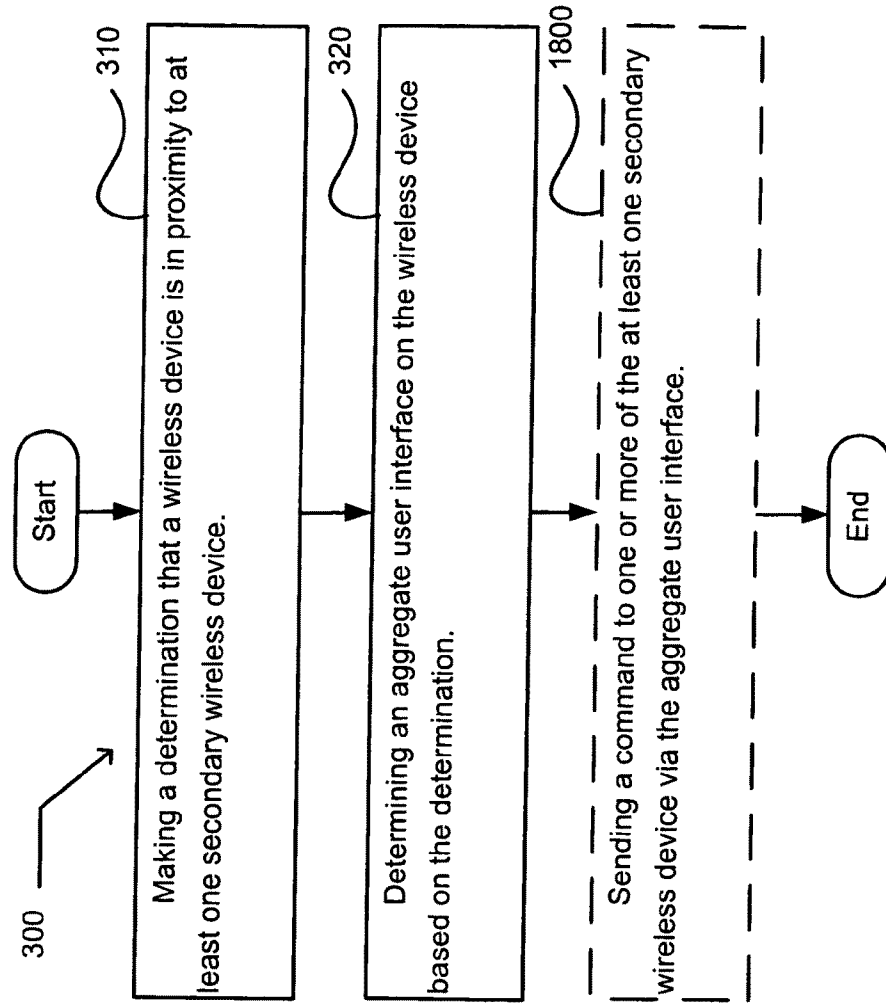 300
Start
310
Making a determination that a wireless device is in proximity to at
least one secondary wireless device.
320
Determining an aggregate user interface on the wireless device
based on the determination.
1800
Sending a command to one or more of the at least one secondary
wireless device via the aggregate user interface.
End